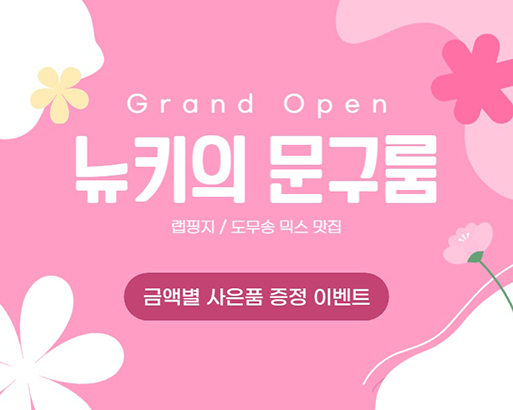 Grand Open
뉴키의 문구룸
랩핑지 / 도무송 믹스 맛집
금액별 사은품 증정 이벤트